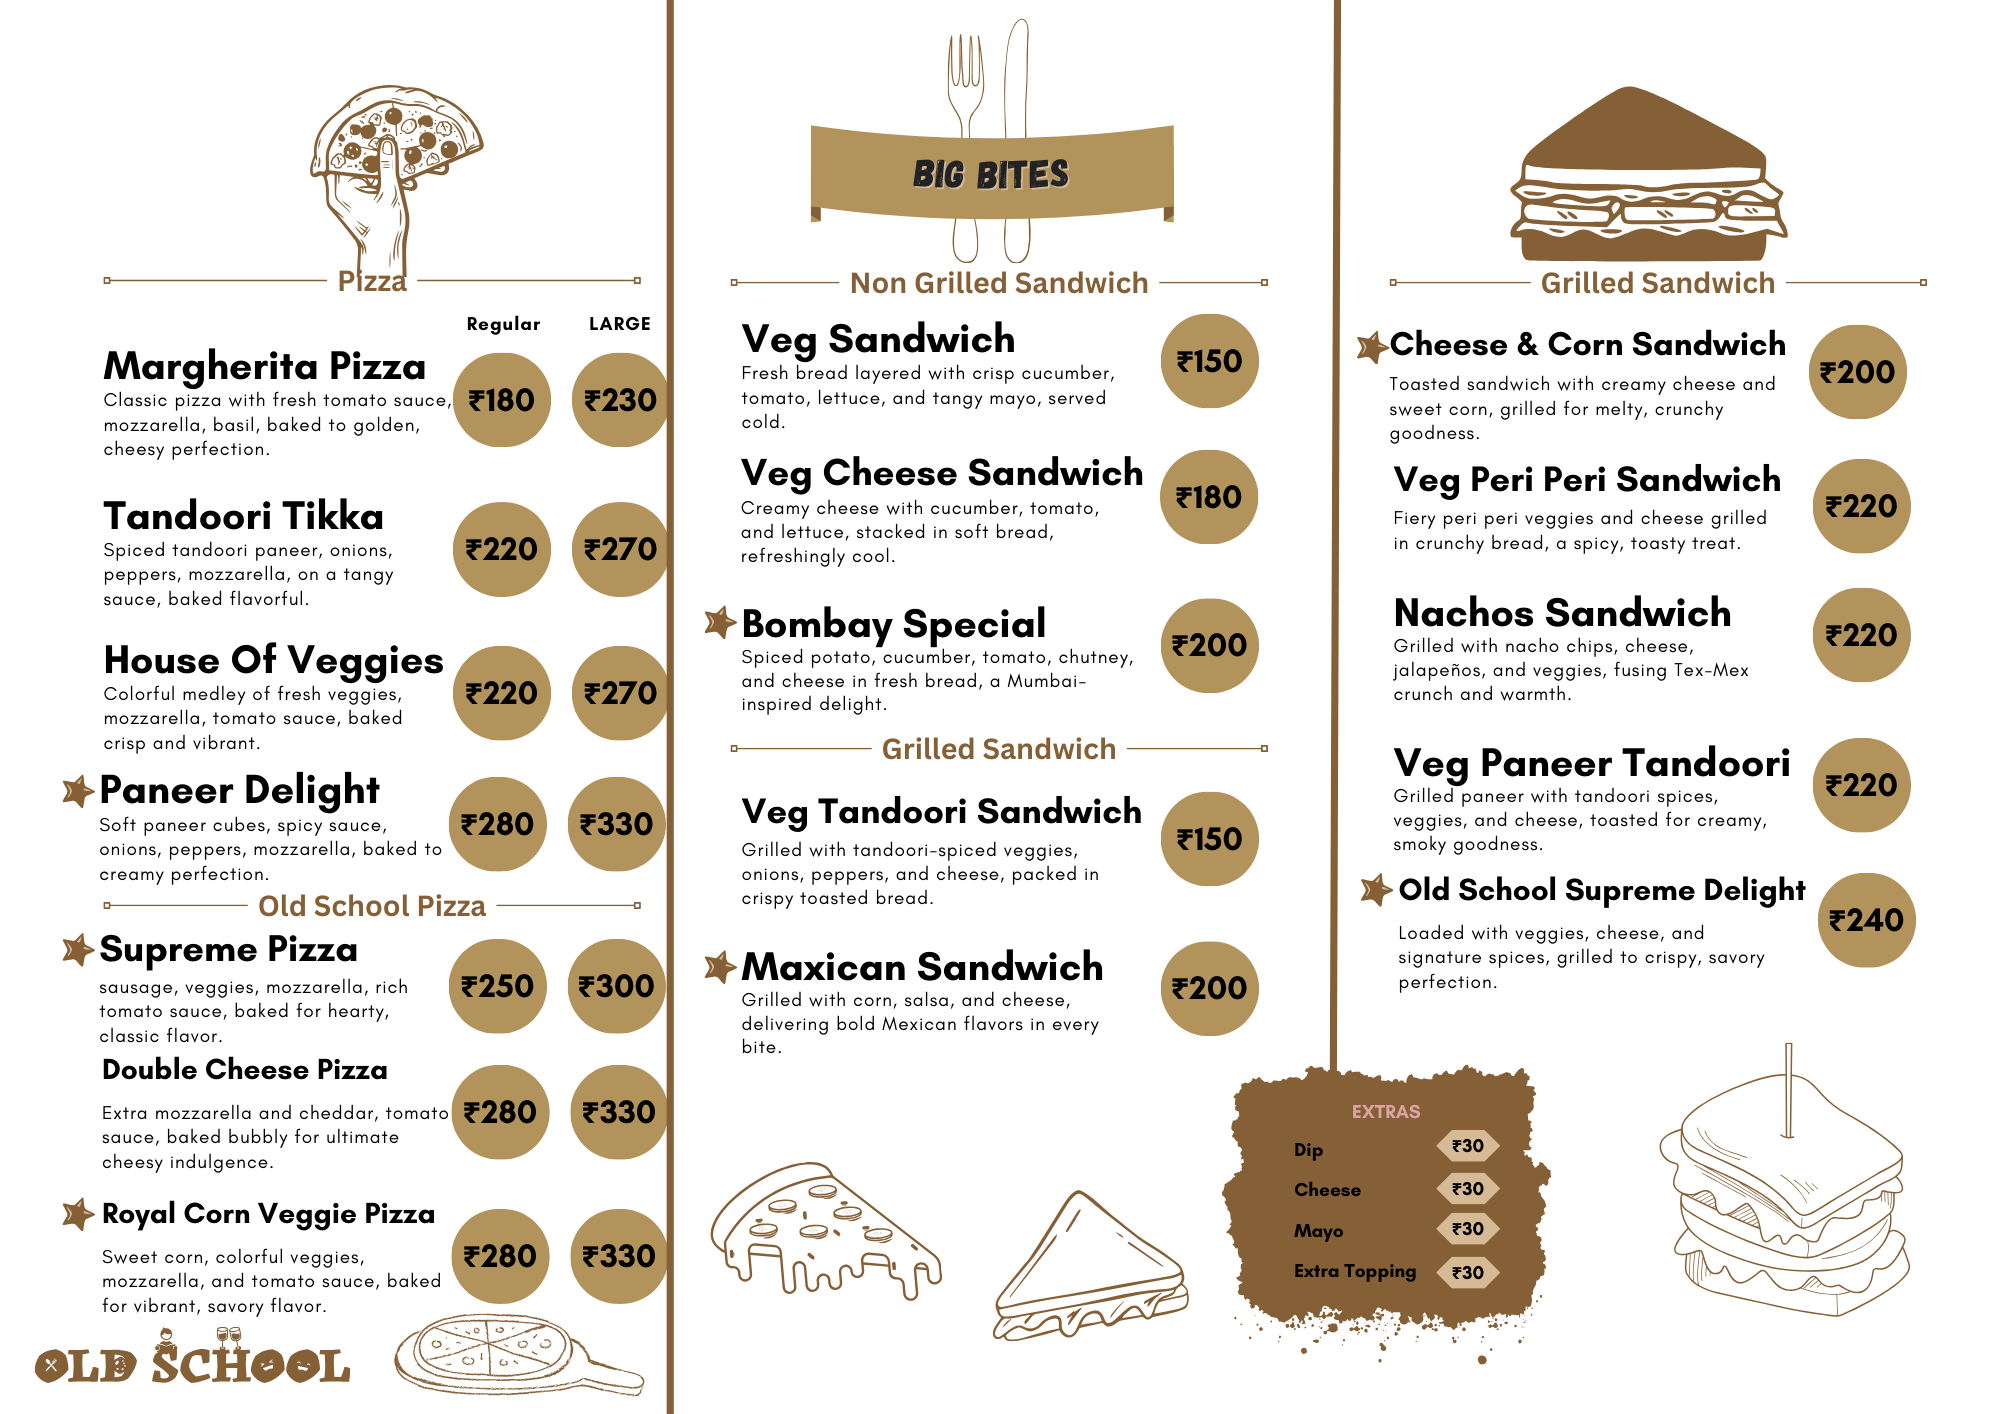 Pizza
Regular LARGE
Margherita Pizza
Classic pizza with fresh tomato sauce,
mozzarella, basil, baked to golden,
cheesy perfection.
₹180 ₹230
Tandoori Tikka
Spiced tandoori paneer, onions,
peppers, mozzarella, on a tangy
sauce, baked flavorful.
₹220 ₹270
House Of Veggies
Colorful medley of fresh veggies,
mozzarella, tomato sauce, baked
crisp and vibrant.
₹220 ₹270
Paneer Delight
Soft paneer cubes, spicy sauce,
onions, peppers, mozzarella, baked to
creamy perfection.
₹280 ₹330
Old School Pizza
Supreme Pizza
sausage, veggies, mozzarella, rich
tomato sauce, baked for hearty,
classic flavor.
₹250 ₹300
Double Cheese Pizza
Extra mozzarella and cheddar, tomato
sauce, baked bubbly for ultimate
cheesy indulgence.
₹280 ₹330
Royal Corn Veggie Pizza
Sweet corn, colorful veggies,
mozzarella, and tomato sauce, baked
for vibrant, savory flavor.
₹280 ₹330
OLD SCHOOL
BIG BITES
Non Grilled Sandwich
Veg Sandwich
Fresh bread layered with crisp cucumber,
tomato, lettuce, and tangy mayo, served
cold.
₹150
Veg Cheese Sandwich
Creamy cheese with cucumber, tomato,
and lettuce, stacked in soft bread,
refreshingly cool.
₹180
Bombay Special
Spiced potato, cucumber, tomato, chutney,
and cheese in fresh bread, a Mumbai-
inspired delight.
₹200
Grilled Sandwich
Veg Tandoori Sandwich
Grilled with tandoori-spiced veggies,
onions, peppers, and cheese, packed in
crispy toasted bread.
₹150
Maxican Sandwich
Grilled with corn, salsa, and cheese,
delivering bold Mexican flavors in every
bite.
₹200
Grilled Sandwich
Cheese & Corn Sandwich
Toasted sandwich with creamy cheese and
sweet corn, grilled for melty, crunchy
goodness.
₹200
Veg Peri Peri Sandwich
Fiery peri peri veggies and cheese grilled
in crunchy bread, a spicy, toasty treat.
₹220
Nachos Sandwich
Grilled with nacho chips, cheese,
jalapeños, and veggies, fusing Tex-Mex
crunch and warmth.
₹220
Veg Paneer Tandoori
Grilled paneer with tandoori spices,
veggies, and cheese, toasted for creamy,
smoky goodness.
₹220
Old School Supreme Delight
Loaded with veggies, cheese, and
signature spices, grilled to crispy, savory
perfection.
₹240
EXTRAS
Dip ₹30
Cheese ₹30
Mayo ₹30
Extra Topping ₹30